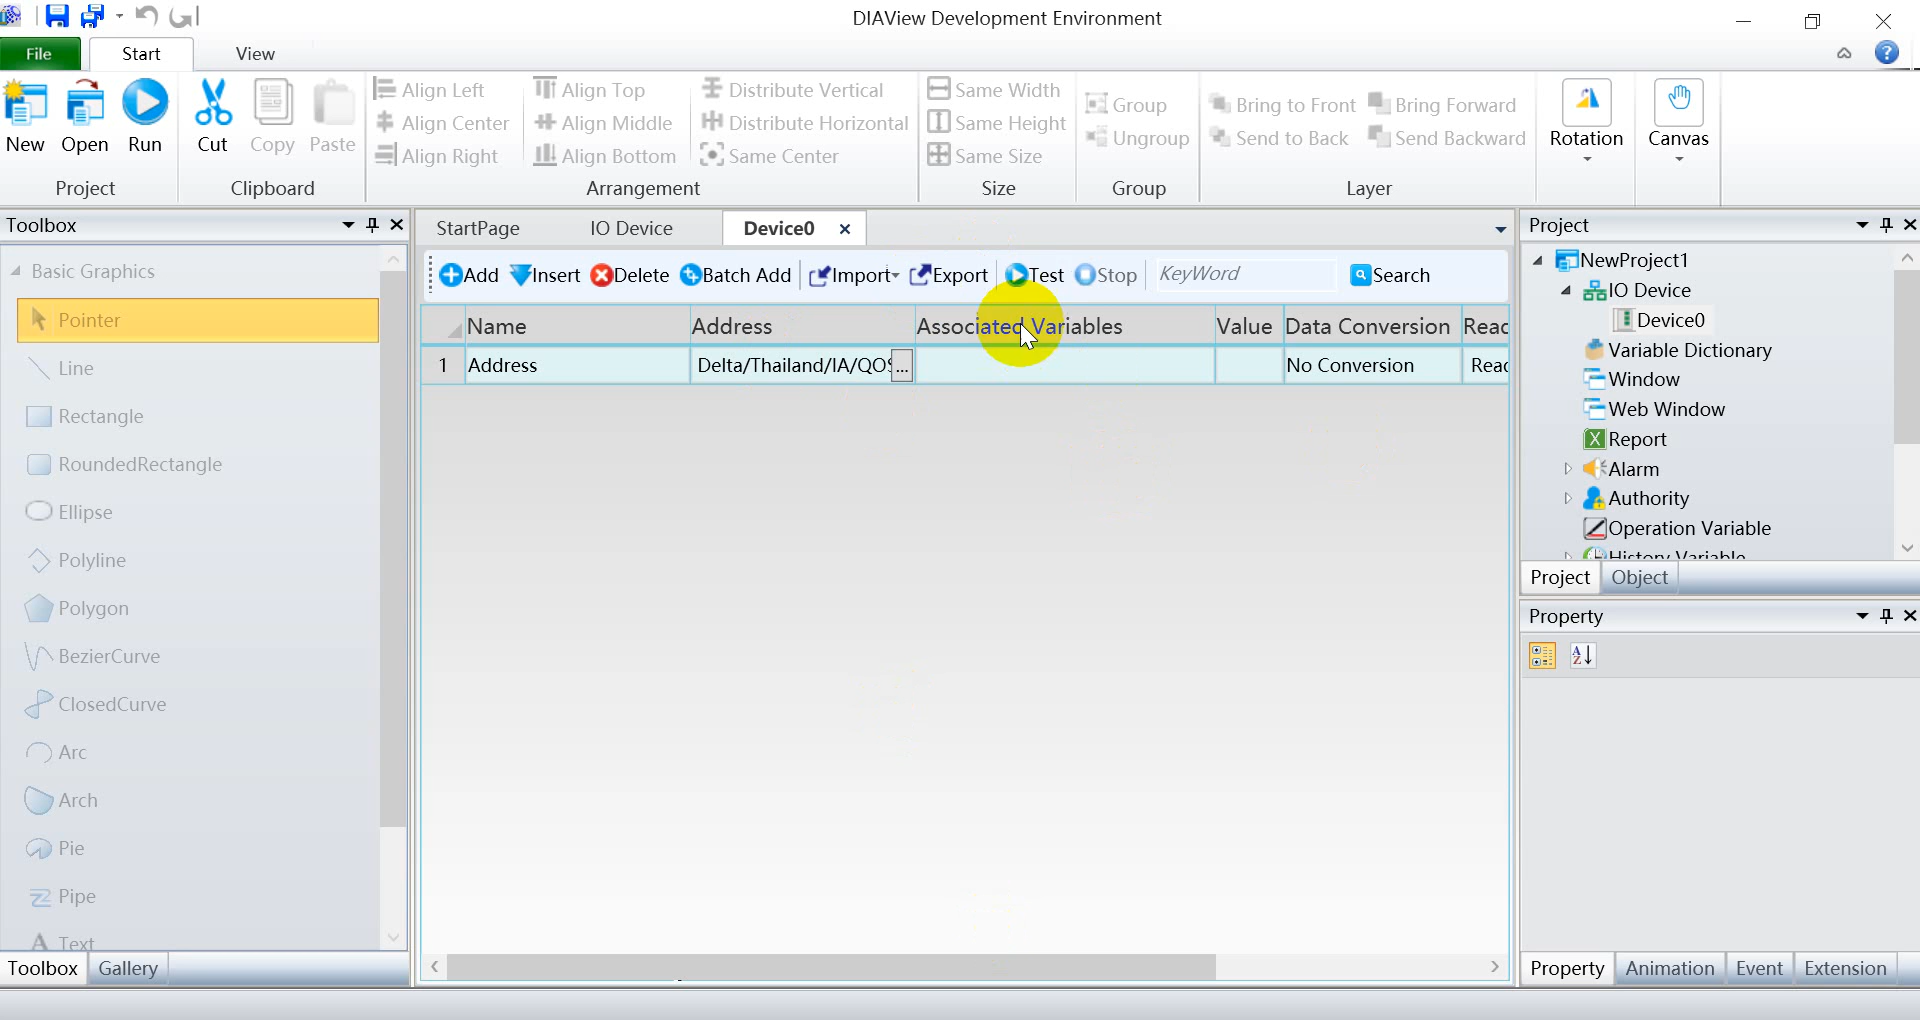 DIAView Development Environment
File Start View
New Open Run
Project
Cut Copy Paste
Clipboard
Align Left Align Top Distribute Vertical
Align Center Align Middle Distribute Horizontal
Align Right Align Bottom Same Center
Arrangement
Same Width
Same Height
Same Size
Size
Group
Ungroup
Group
Bring to Front Bring Forward
Send to Back Send Backward
Layer
Rotation
Canvas
Toolbox
Basic Graphics
Pointer
Line
Rectangle
RoundedRectangle
Ellipse
Polyline
Polygon
BezierCurve
ClosedCurve
Arc
Arch
Pie
Pipe
Text
Toolbox Gallery
StartPage IO Device Device0
Add Insert Delete Batch Add Import Export Test Stop KeyWord Search
Name Address Associated Variables Value Data Conversion
1 Address Delta/Thailand/IA/QOS ... No Conversion
Project
NewProject1
IO Device
Device0
Variable Dictionary
Window
Web Window
Report
Alarm
Authority
Operation Variable
History Variable
Project Object
Property
Property Animation Event Extension